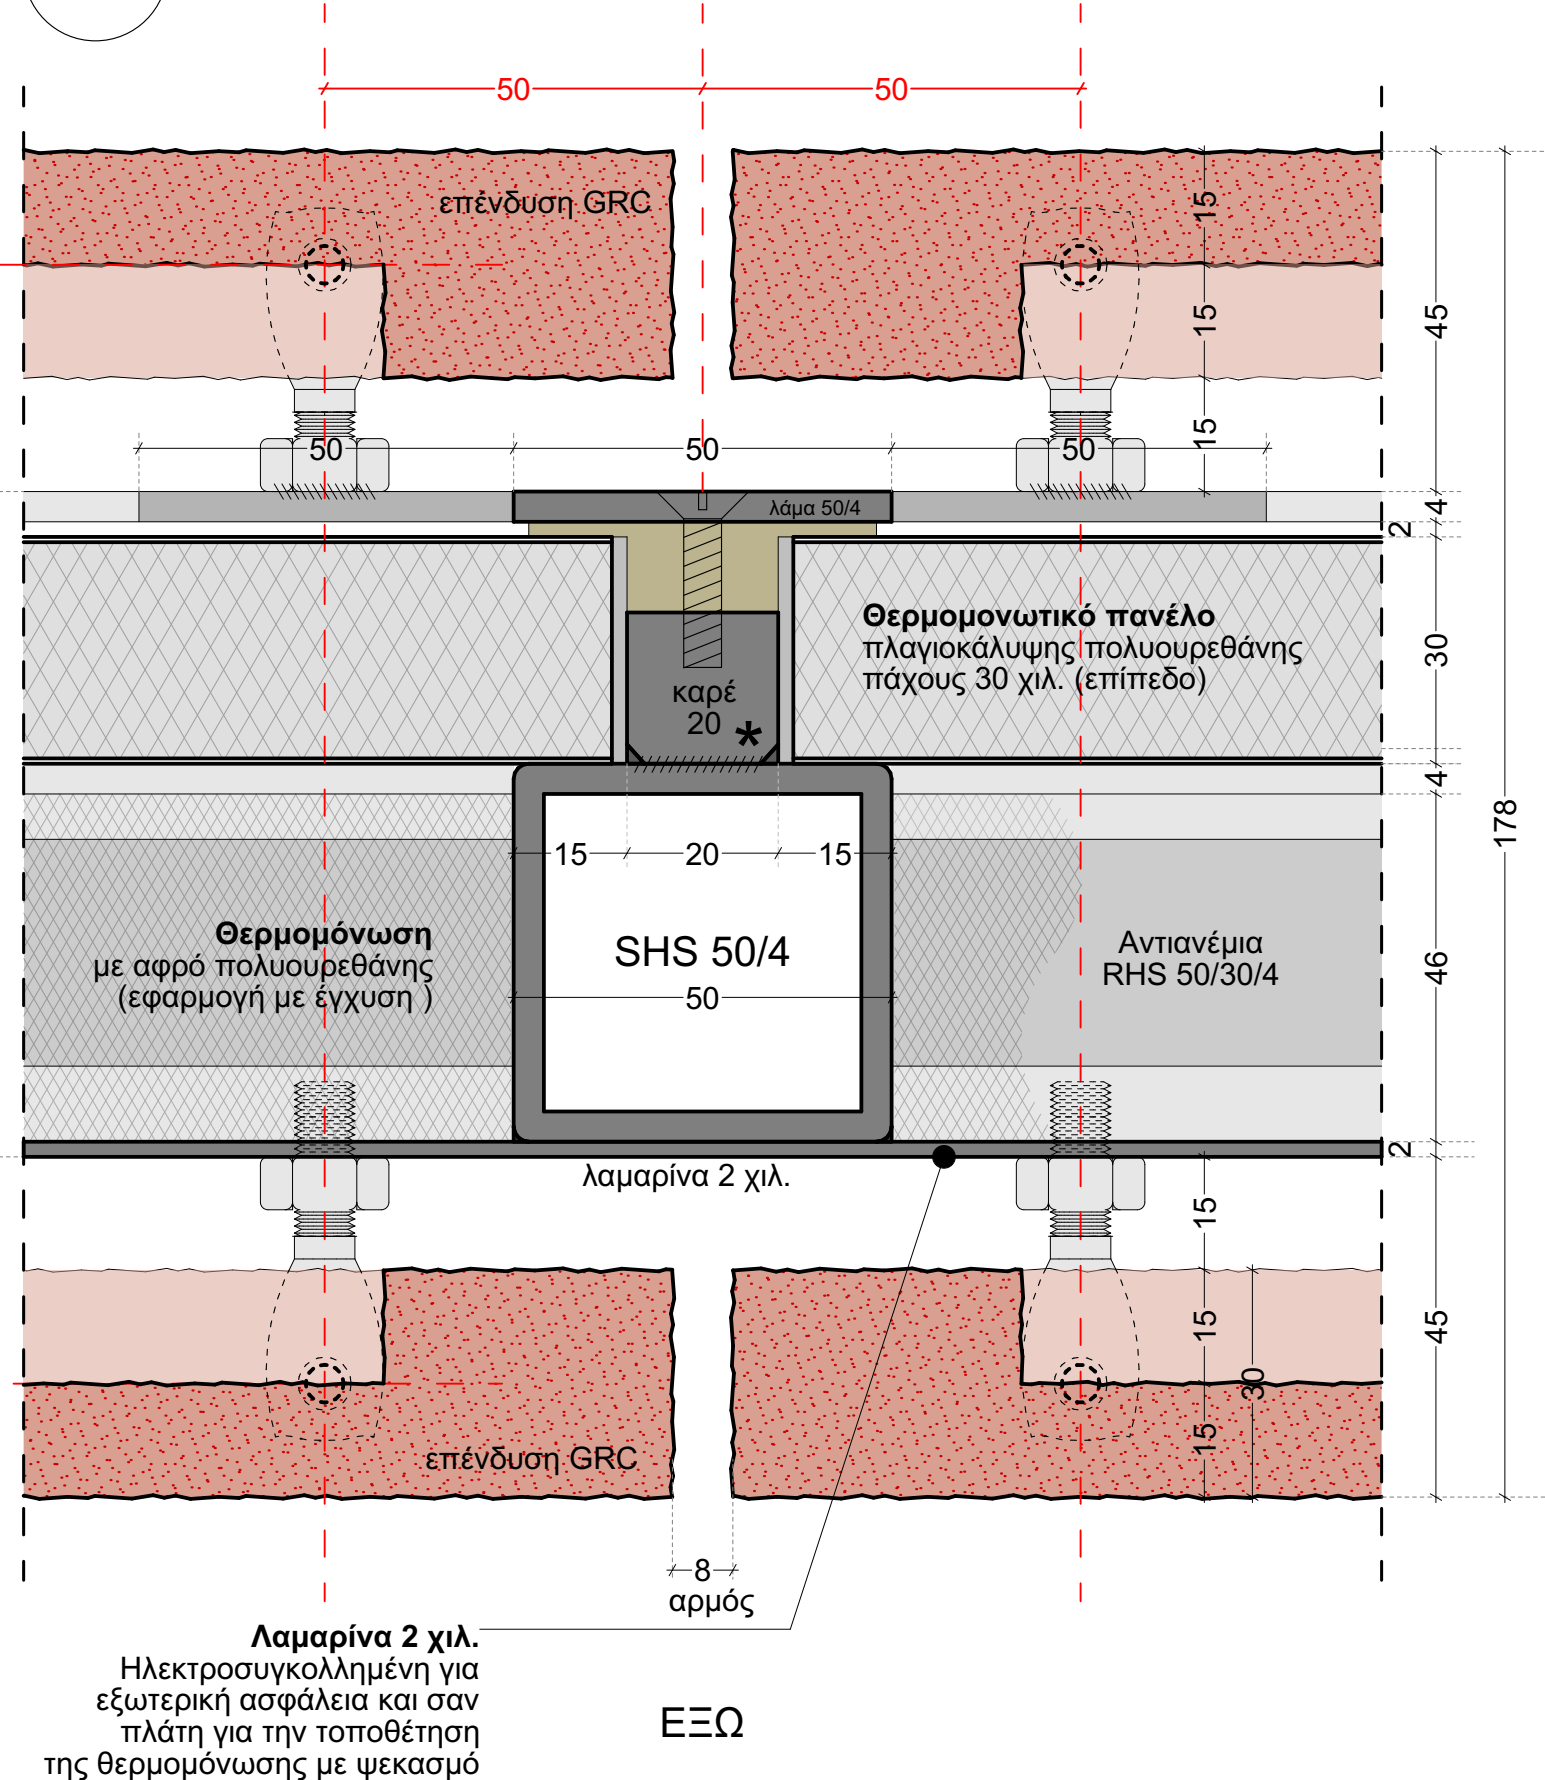 50
50
επένδυση GRC
15
15
15
45
50
50
50
λάμα 50/4
4
2
Θερμομονωτικό πανέλο
πλαγιοκάλυψης πολυουρεθάνης
πάχους 30 χιλ. (επίπεδο)
30
καρέ
20 *
4
178
15
20
15
Θερμομόνωση
με αφρό πολυουρεθάνης
(εφαρμογή με έγχυση )
SHS 50/4
50
Αντιανέμια
RHS 50/30/4
46
2
λαμαρίνα 2 χιλ.
15
15
15
30
45
επένδυση GRC
8
αρμός
Λαμαρίνα 2 χιλ.
Ηλεκτροσυγκολλημένη για
εξωτερική ασφάλεια και σαν
πλάτη για την τοποθέτηση
της θερμομόνωσης με ψεκασμό
ΕΞΩ